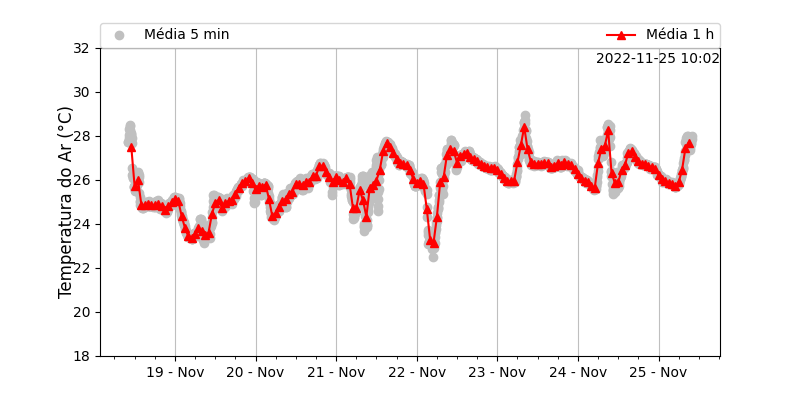 Média 5 min
Média 1 h
2022-11-25 10:02
Temperatura do Ar (°C)
32
30
28
26
24
22
20
18
19 - Nov
20 - Nov
21 - Nov
22 - Nov
23 - Nov
24 - Nov
25 - Nov